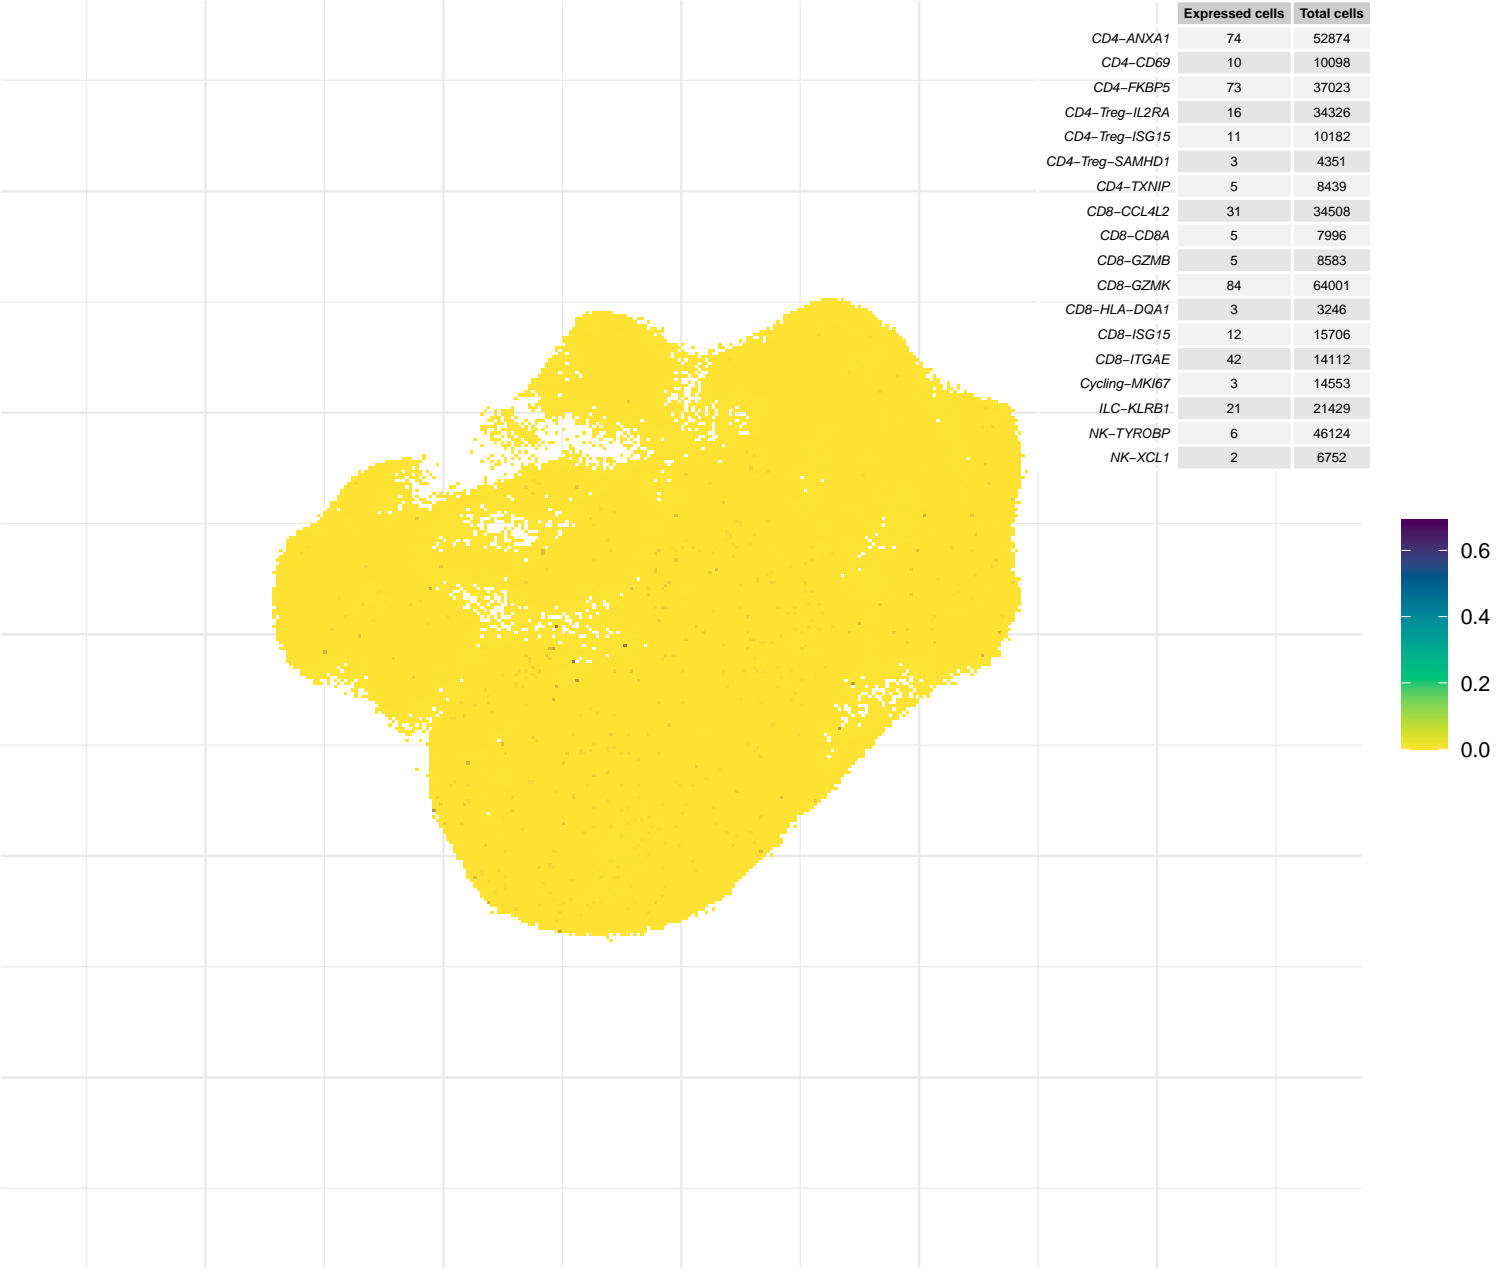 Expressed cells Total cells
CD4−ANXA1 74 52874
CD4−CD69 10 10098
CD4−FKBP5 73 37023
CD4−Treg−IL2RA 16 34326
CD4−Treg−ISG15 11 10182
CD4−Treg−SAMHD1 3 4351
CD4−TXNIP 5 8439
CD8−CCL4L2 31 34508
CD8−CD8A 5 7996
CD8−GZMB 5 8583
CD8−GZMK 84 64001
CD8−HLA−DQA1 3 3246
CD8−ISG15 12 15706
CD8−ITGAE 42 14112
Cycling−MKI67 3 14553
ILC−KLRB1 21 21429
NK−TYROBP 6 46124
NK−XCL1 2 6752
0.6
0.4
0.2
0.0